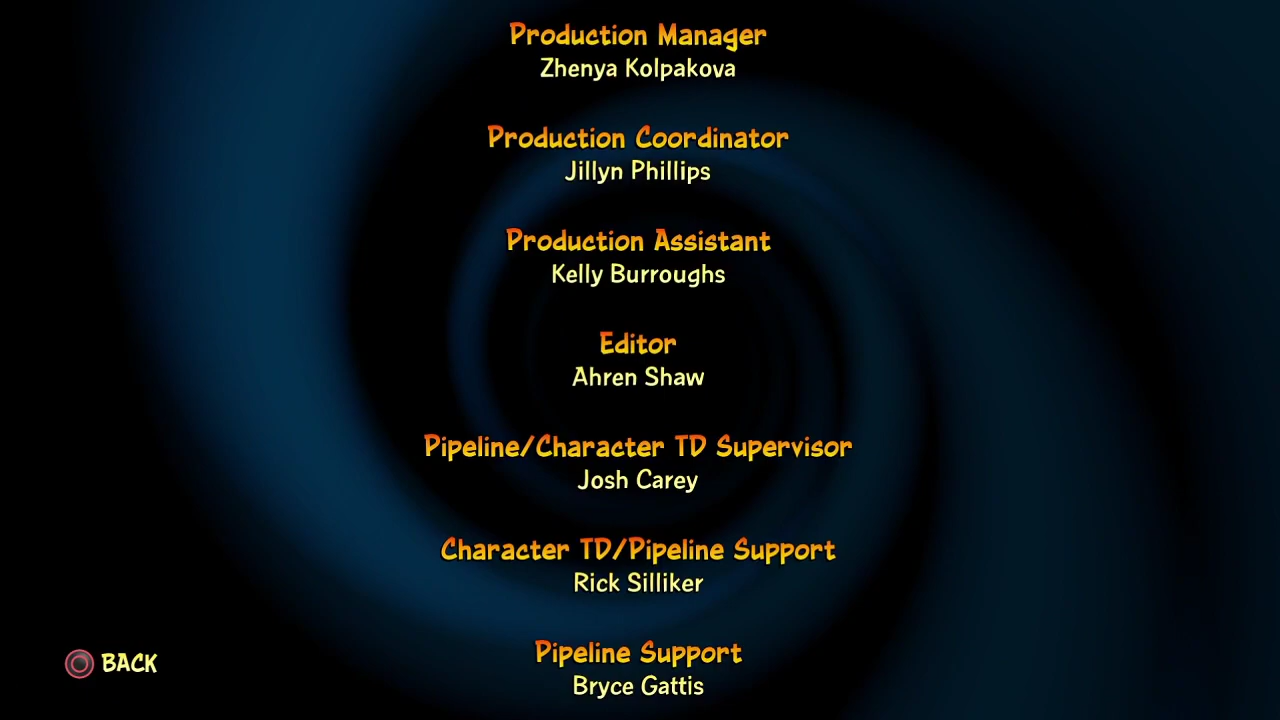 Production Manager
Zhenya Kolpakova
Production Coordinator
Jillyn Phillips
Production Assistant
Kelly Burroughs
Editor
Ahren Shaw
Pipeline/Character TD Supervisor
Josh Carey
Character TD/Pipeline Support
Rick Silliker
Pipeline Support
Bryce Gattis
BACK